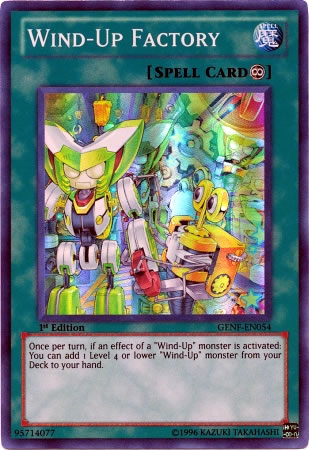 WIND-UP FACTORY
SPELL
魔
[SPELL CARD]
1st Edition
GENF-EN054
Once per turn, if an effect of a "Wind-Up" monster is activated:
You can add 1 Level 4 or lower "Wind-Up" monster from your
Deck to your hand.
95714077
©1996 KAZUKI TAKAHASHI